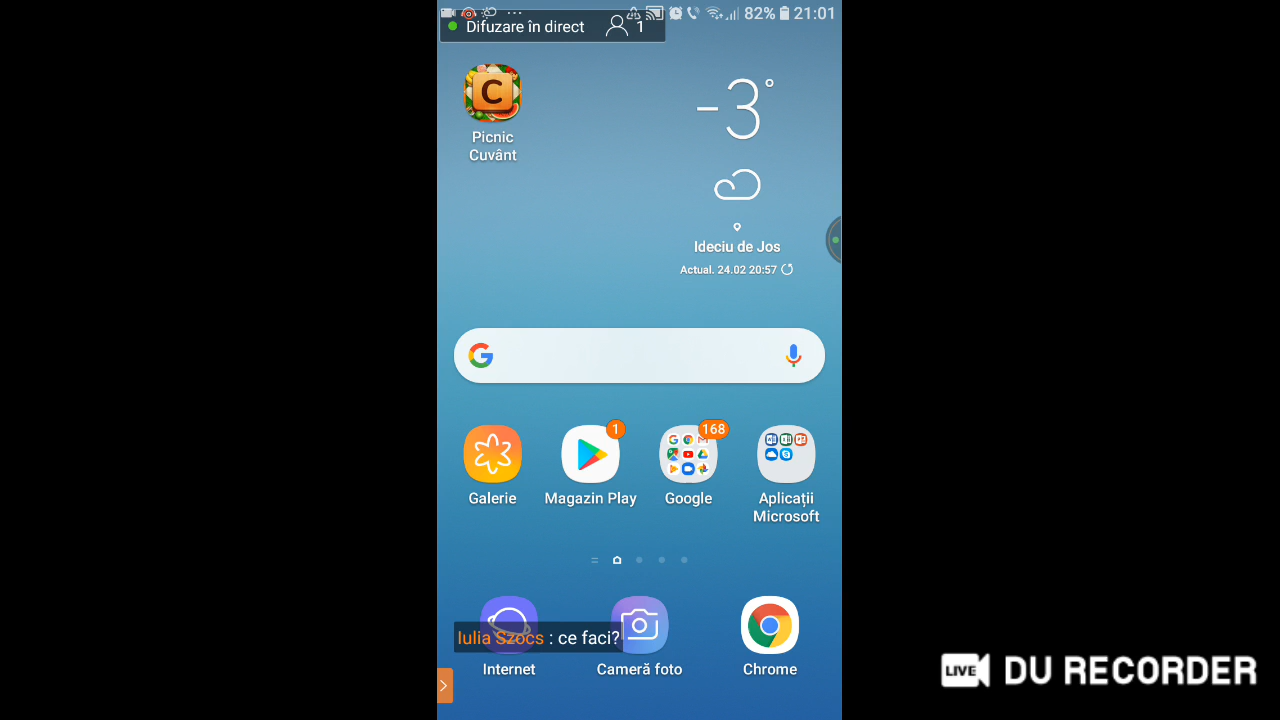 82% 21:01
Difuzare în direct 1
C
Picnic
Cuvânt
-3°
Ideciu de Jos
Actual. 24.02 20:57
G
1
168
Galerie
Magazin Play
Google
Aplicații
Microsoft
Iulia Szocs : ce faci?
Internet
Cameră foto
Chrome
LIVE DU RECORDER